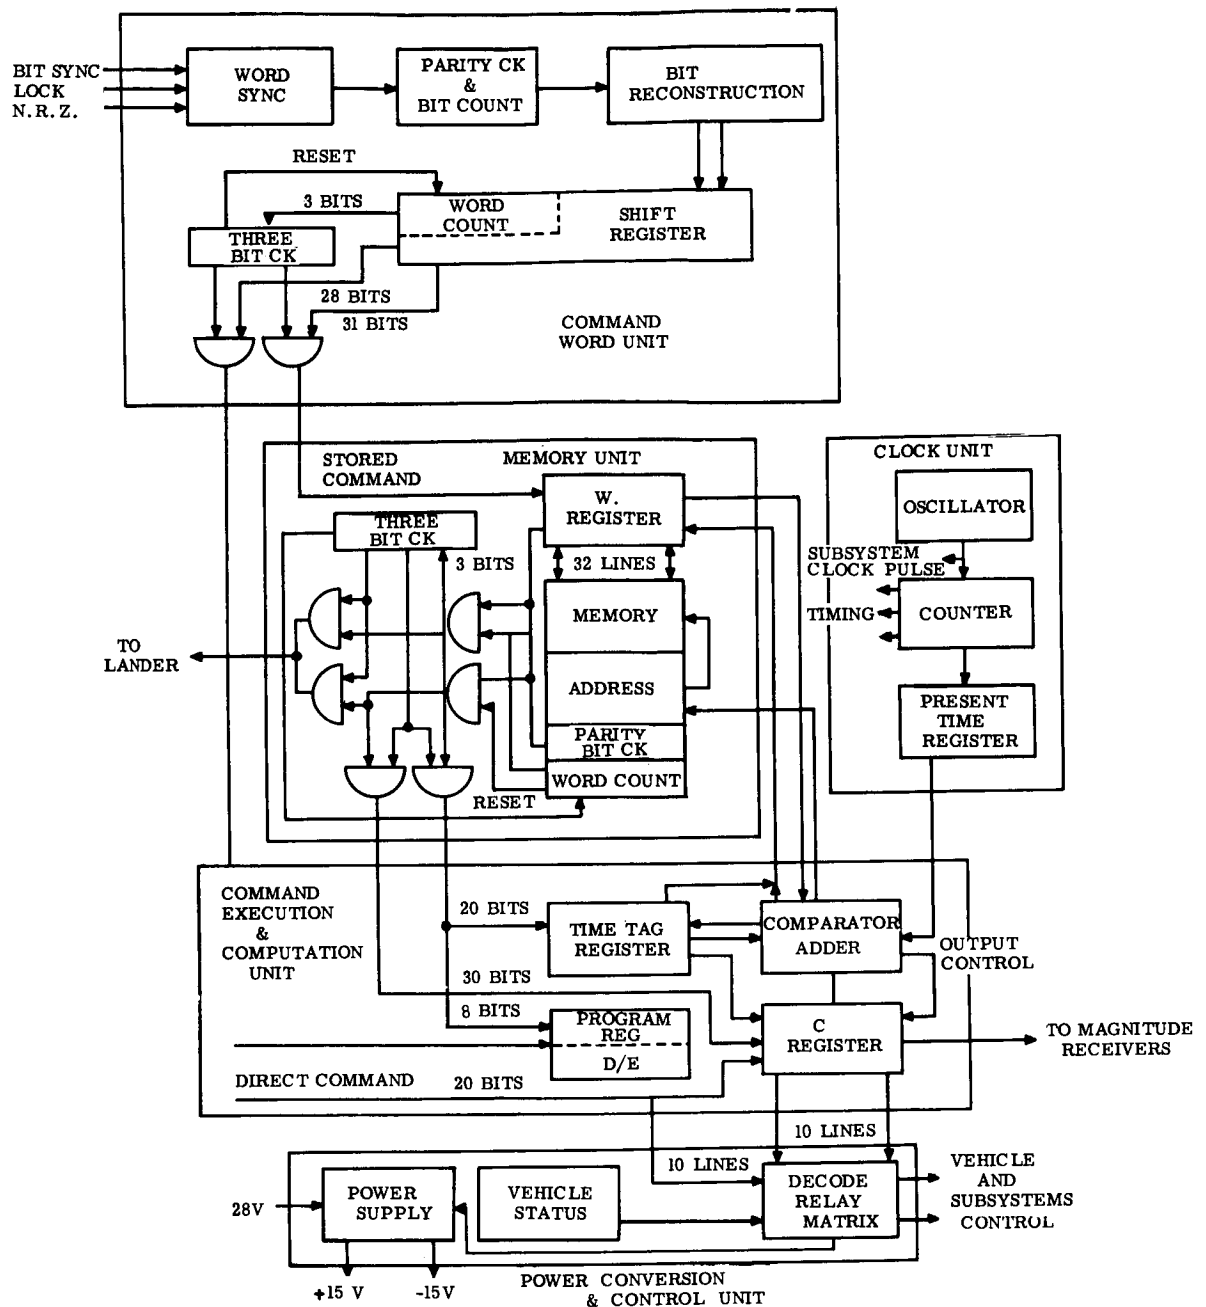 BIT SYNC
LOCK
N.R.Z.
WORD
SYNC
PARITY CK
&
BIT COUNT
BIT
RECONSTRUCTION
RESET
3 BITS
WORD
COUNT
SHIFT
REGISTER
THREE
BIT CK
28 BITS
31 BITS
COMMAND
WORD UNIT
STORED
COMMAND
MEMORY UNIT
W.
REGISTER
THREE
BIT CK
3 BITS
32 LINES
MEMORY
ADDRESS
PARITY
BIT CK
WORD COUNT
RESET
TO
LANDER
CLOCK UNIT
OSCILLATOR
SUBSYSTEM
CLOCK PULSE
TIMING
COUNTER
PRESENT
TIME
REGISTER
COMMAND
EXECUTION
&
COMPUTATION
UNIT
20 BITS
TIME TAG
REGISTER
COMPARATOR
ADDER
OUTPUT
CONTROL
30 BITS
8 BITS
PROGRAM
REG
D/E
C
REGISTER
TO MAGNITUDE
RECEIVERS
DIRECT COMMAND
20 BITS
10 LINES
10 LINES
28V
POWER
SUPPLY
VEHICLE
STATUS
DECODE
RELAY
MATRIX
VEHICLE
AND
SUBSYSTEMS
CONTROL
+15 V
-15V
POWER CONVERSION
& CONTROL UNIT